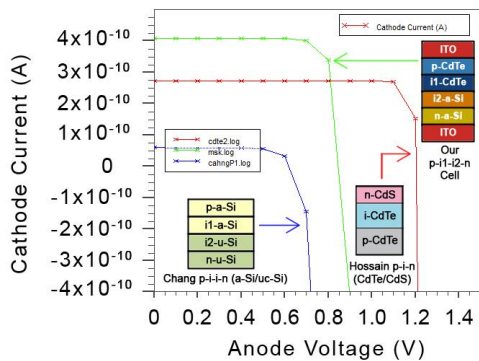 Cathode Current (A)
4x10⁻¹⁰
3x10⁻¹⁰
2x10⁻¹⁰
1x10⁻¹⁰
0
-1x10⁻¹⁰
-2x10⁻¹⁰
-3x10⁻¹⁰
-4x10⁻¹⁰
Cathode Current (A)
cdte2.log
msk.log
cahngP1.log
ITO
p-CdTe
i1-CdTe
i2-a-Si
n-a-Si
ITO
Our
p-i1-i2-n
Cell
p-a-Si
i1-a-Si
i2-u-Si
n-u-Si
Chang p-i-i-n (a-Si/uc-Si)
n-CdS
i-CdTe
p-CdTe
Hossain p-i-n
(CdTe/CdS)
0 0.2 0.4 0.6 0.8 1.0 1.2 1.4
Anode Voltage (V)